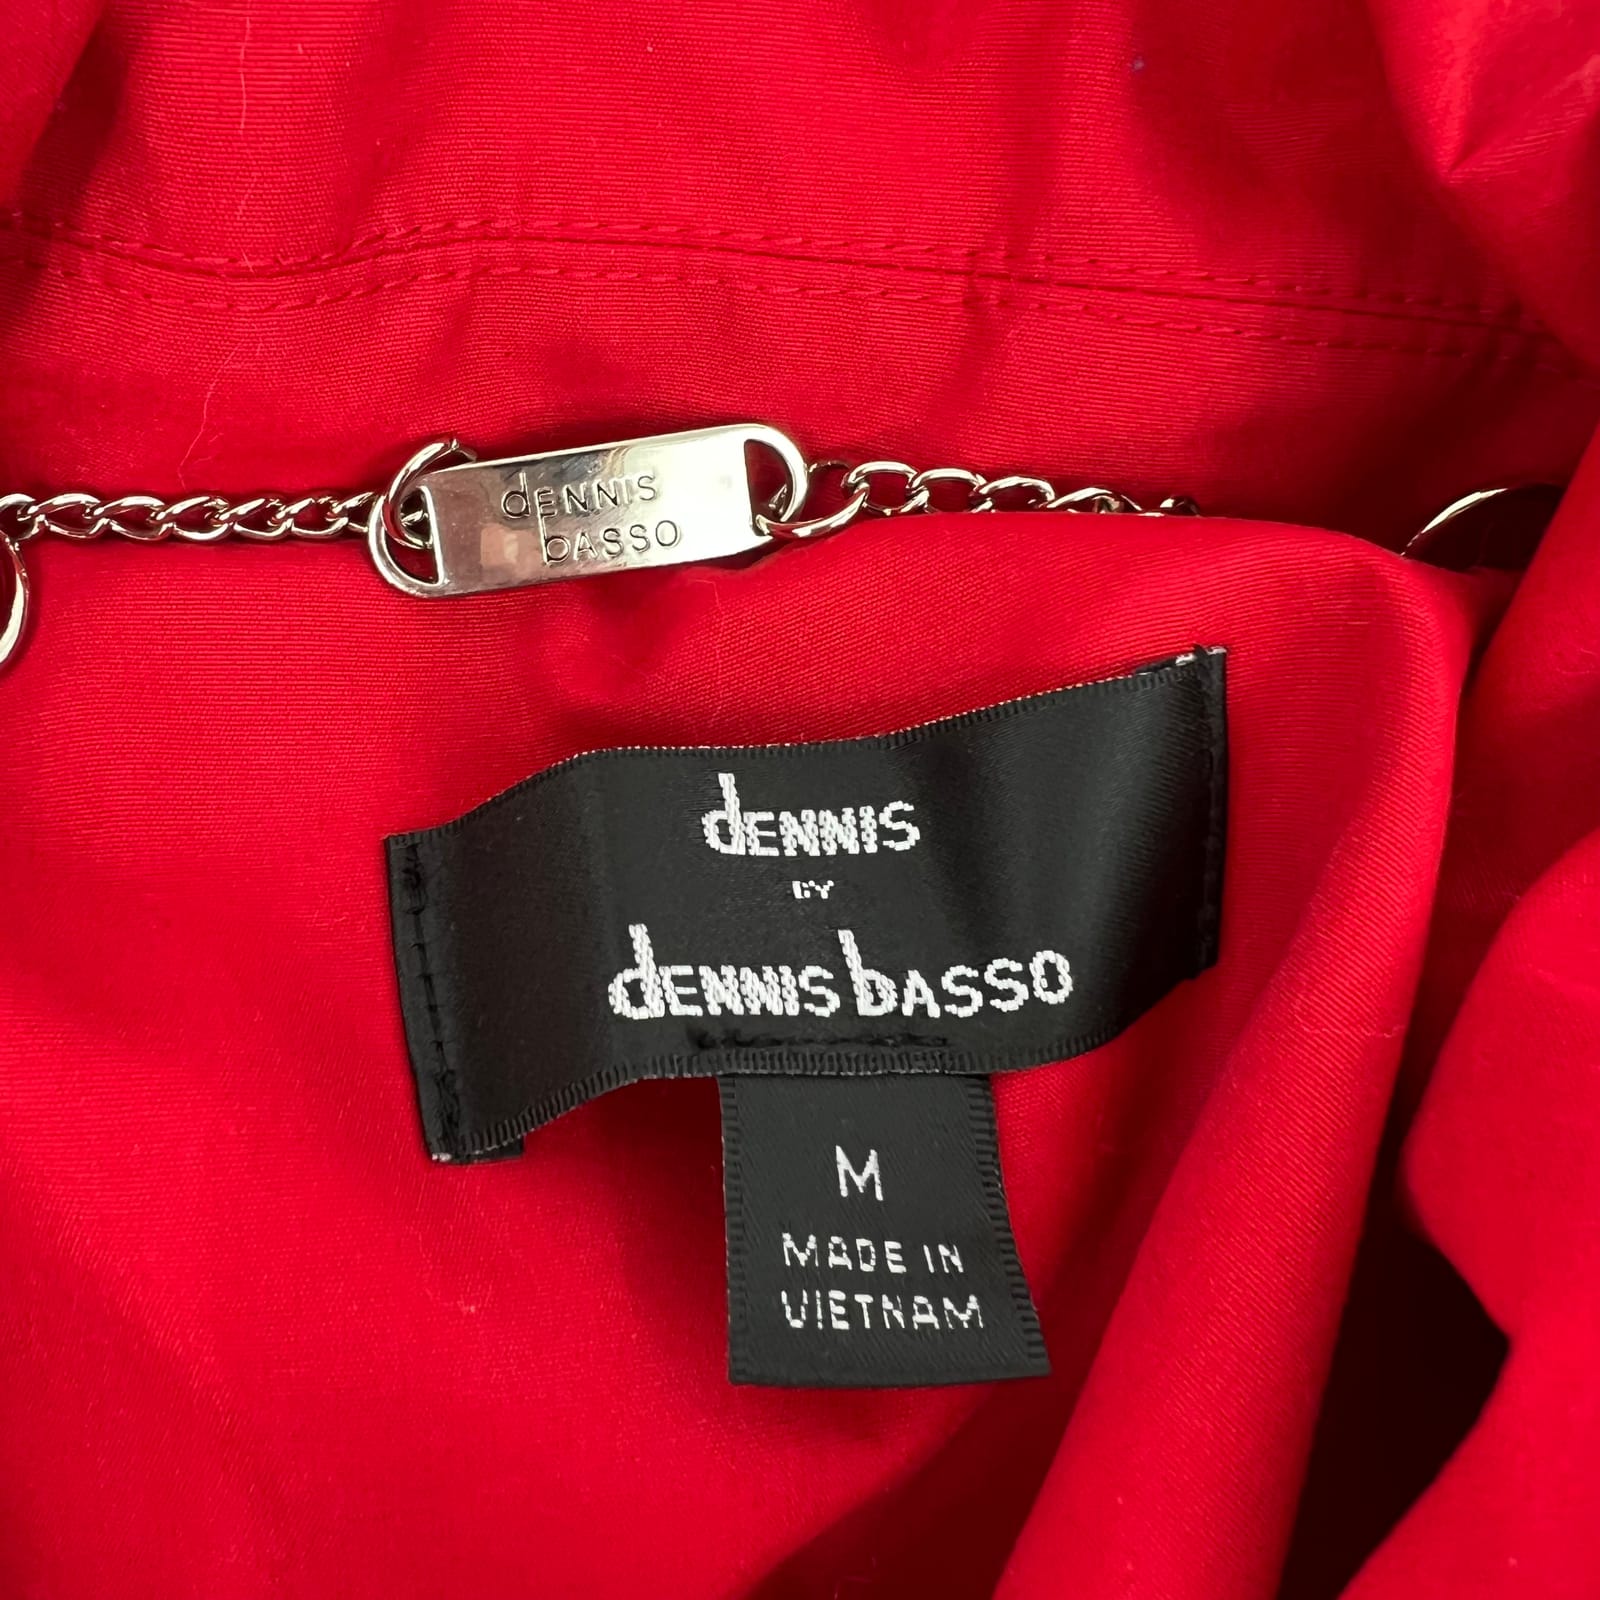 dENNIS
bASSO
dENNIS
BY
dENNIS bASSO
M
MADE IN
VIETNAM